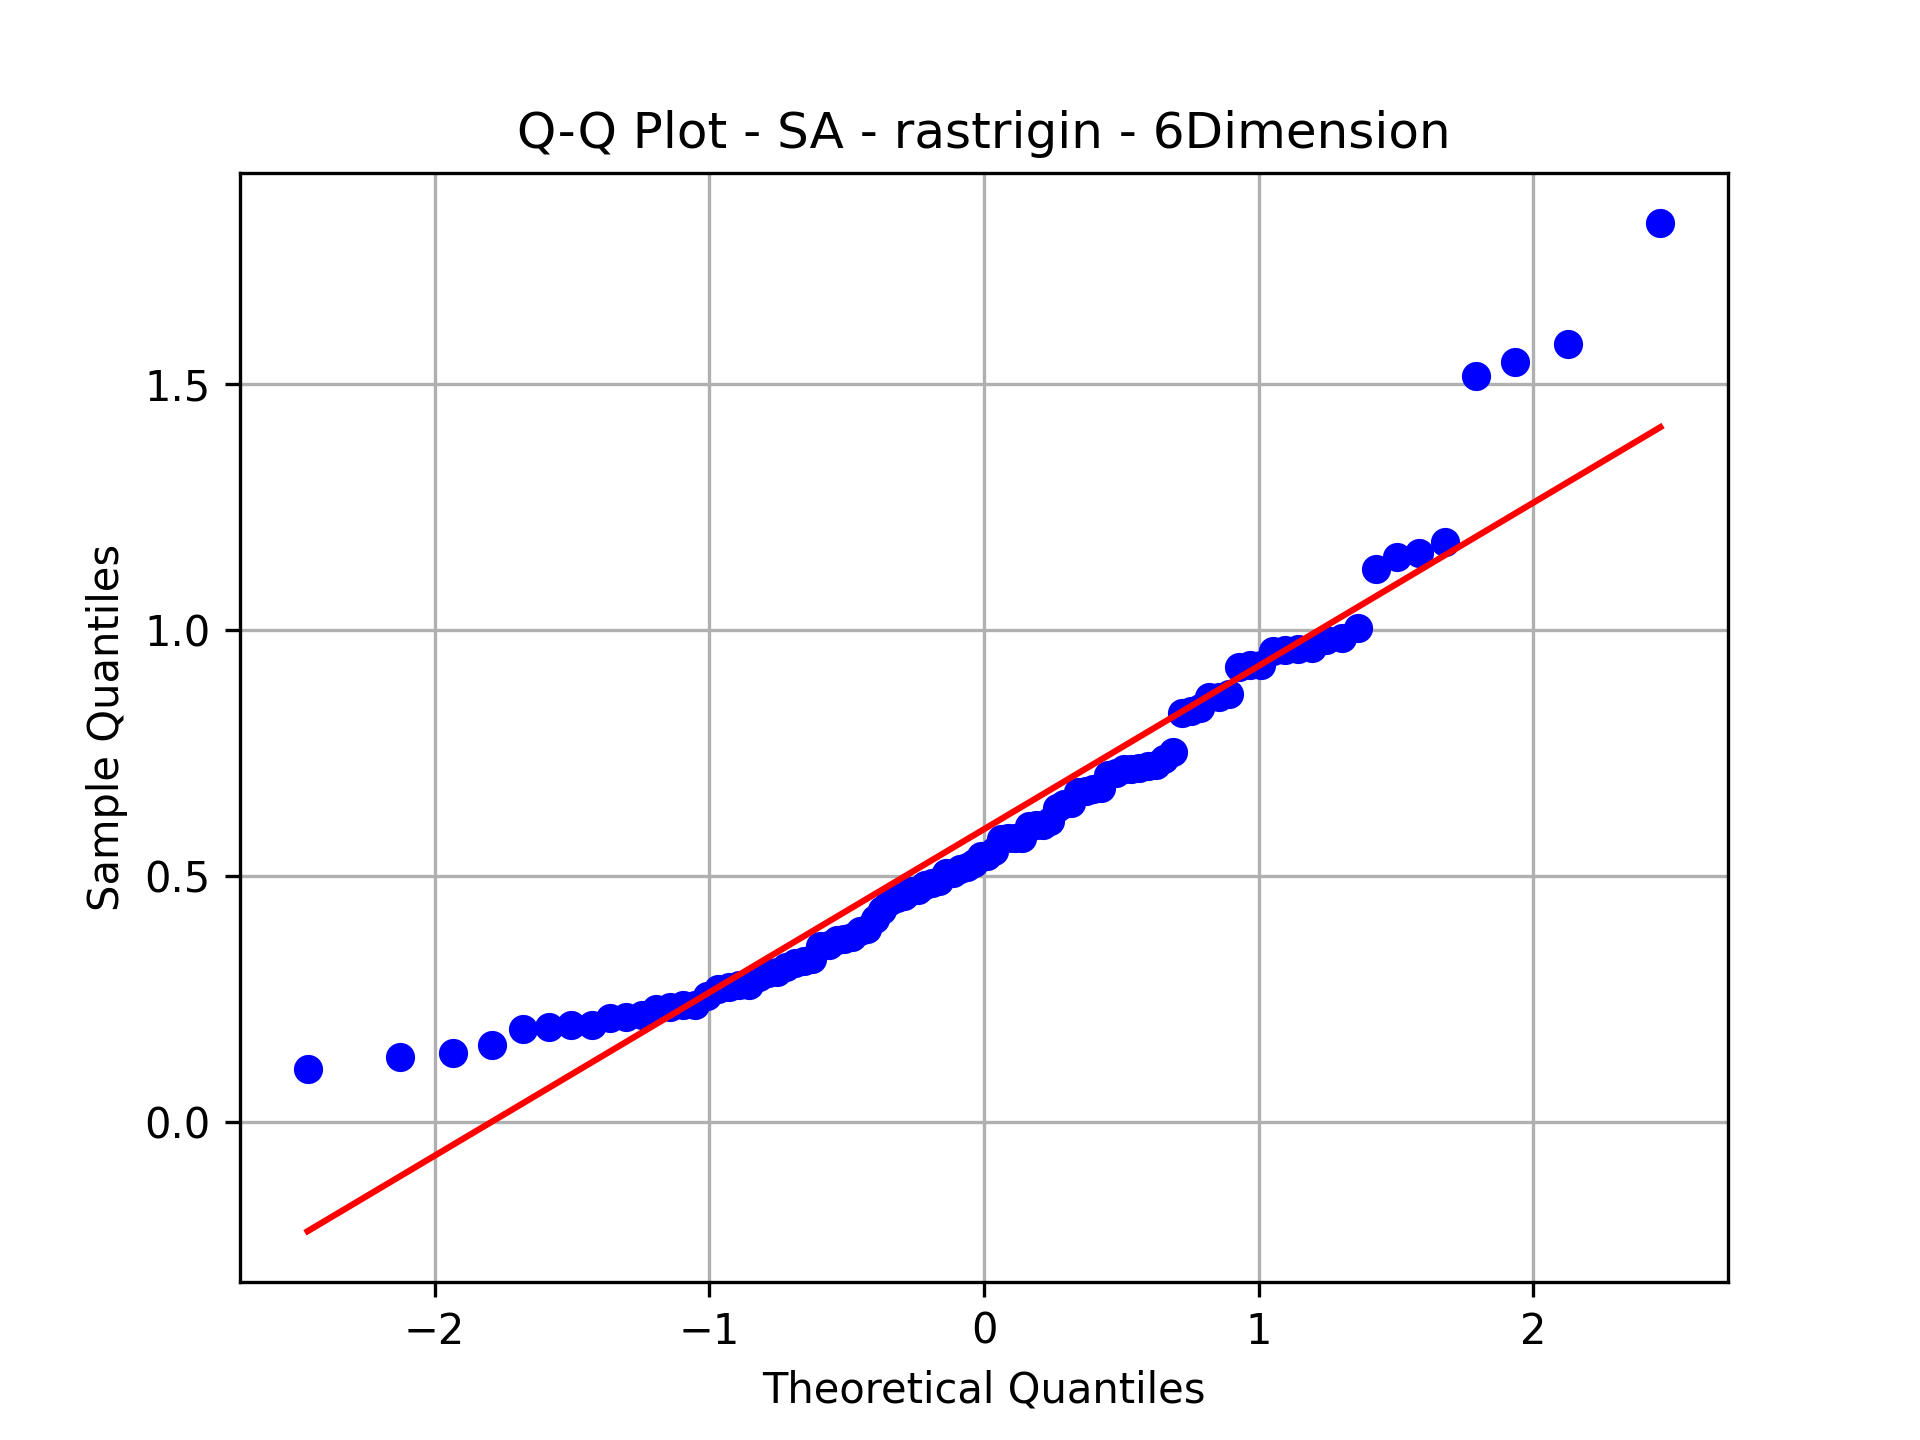 Q-Q Plot - SA - rastrigin - 6Dimension
1.5
1.0
0.5
0.0
Sample Quantiles
−2 −1 0 1 2
Theoretical Quantiles